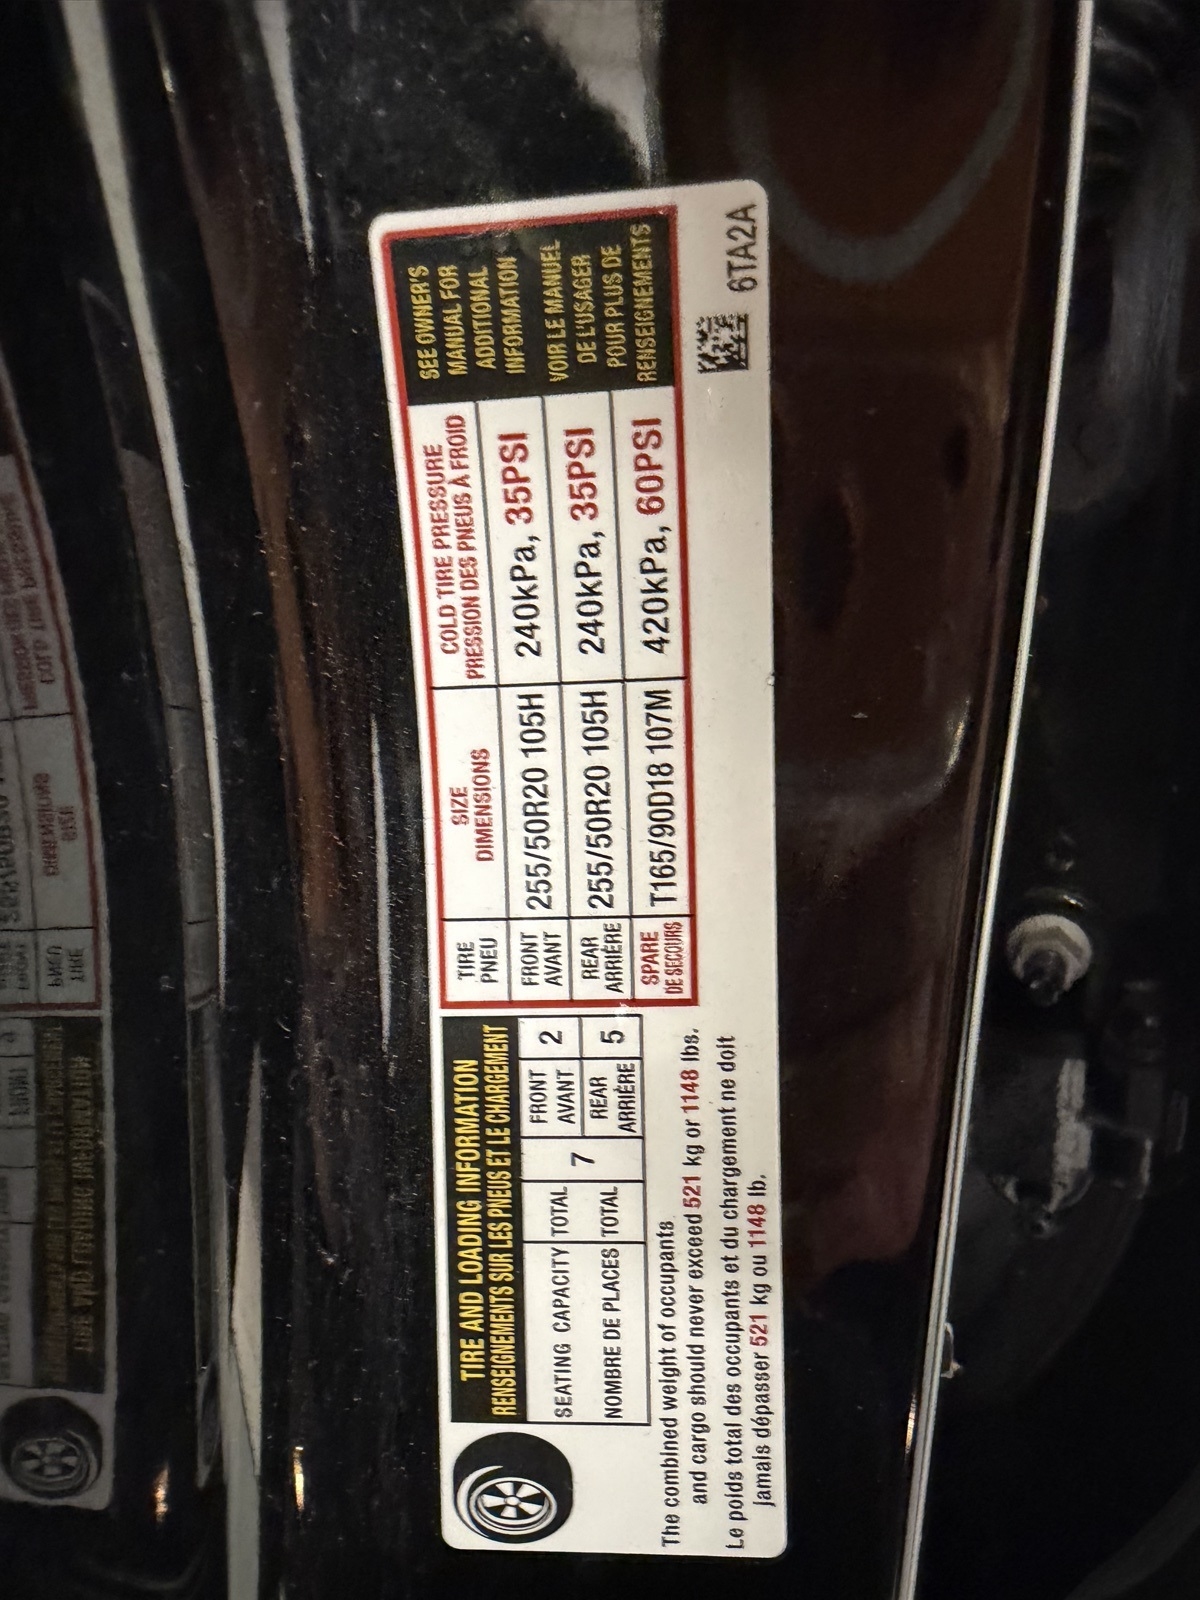 TIRE AND LOADING INFORMATION
RENSEIGNEMENTS SUR LES PNEUS ET LE CHARGEMENT
SEATING CAPACITY TOTAL 7 FRONT AVANT 2
NOMBRE DE PLACES TOTAL REAR ARRIÈRE 5
The combined weight of occupants
and cargo should never exceed 521 kg or 1148 lbs.
Le poids total des occupants et du chargement ne doit
jamais dépasser 521 kg ou 1148 lb.
TIRE PNEU SIZE DIMENSIONS COLD TIRE PRESSURE PRESSION DES PNEUS À FROID
FRONT AVANT 255/50R20 105H 240kPa, 35PSI
REAR ARRIÈRE 255/50R20 105H 240kPa, 35PSI
SPARE DE SECOURS T165/90D18 107M 420kPa, 60PSI
SEE OWNER'S
MANUAL FOR
ADDITIONAL
INFORMATION
VOIR LE MANUEL
DE L'USAGER
POUR PLUS DE
RENSEIGNEMENTS
6TA2A